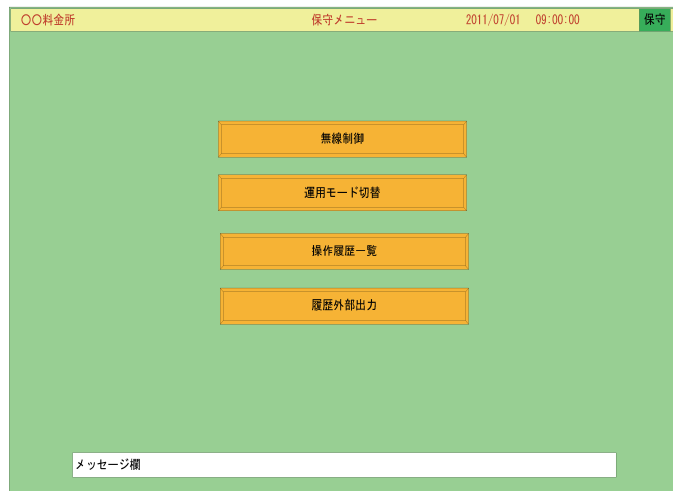 〇〇料金所 保守メニュー 2011/07/01 09:00:00 保守
無線制御
運用モード切替
操作履歴一覧
履歴外部出力
メッセージ欄